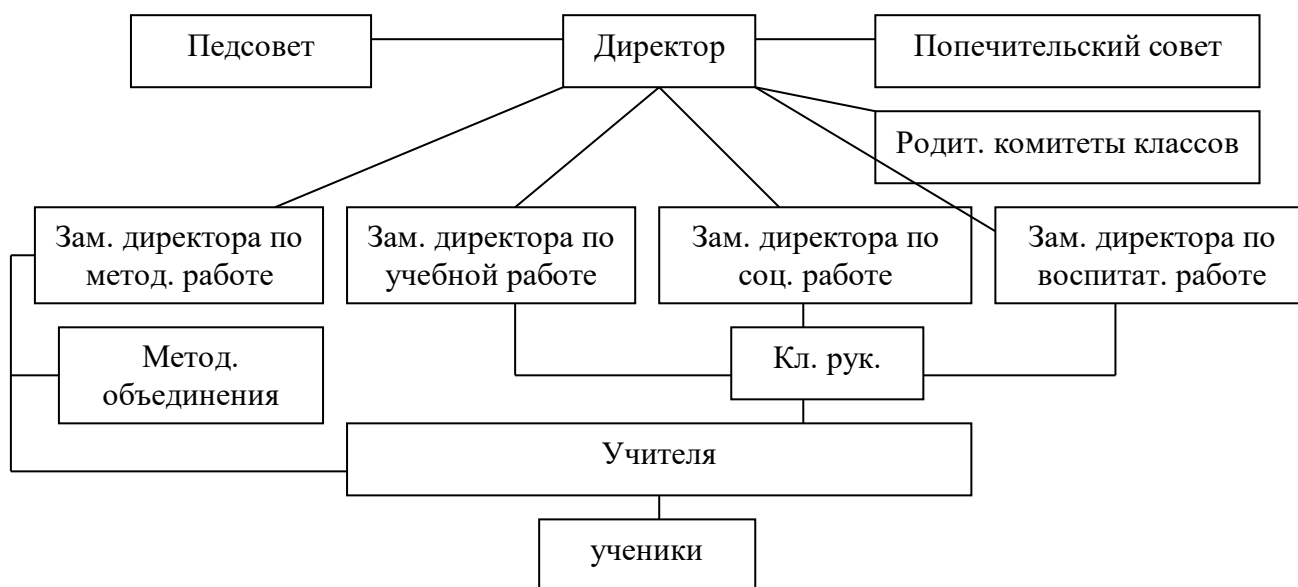 Педсовет
Директор
Попечительский совет
Родит. комитеты классов
Зам. директора по
метод. работе
Зам. директора по
учебной работе
Зам. директора по
соц. работе
Зам. директора по
воспитат. работе
Метод.
объединения
Кл. рук.
Учителя
ученики